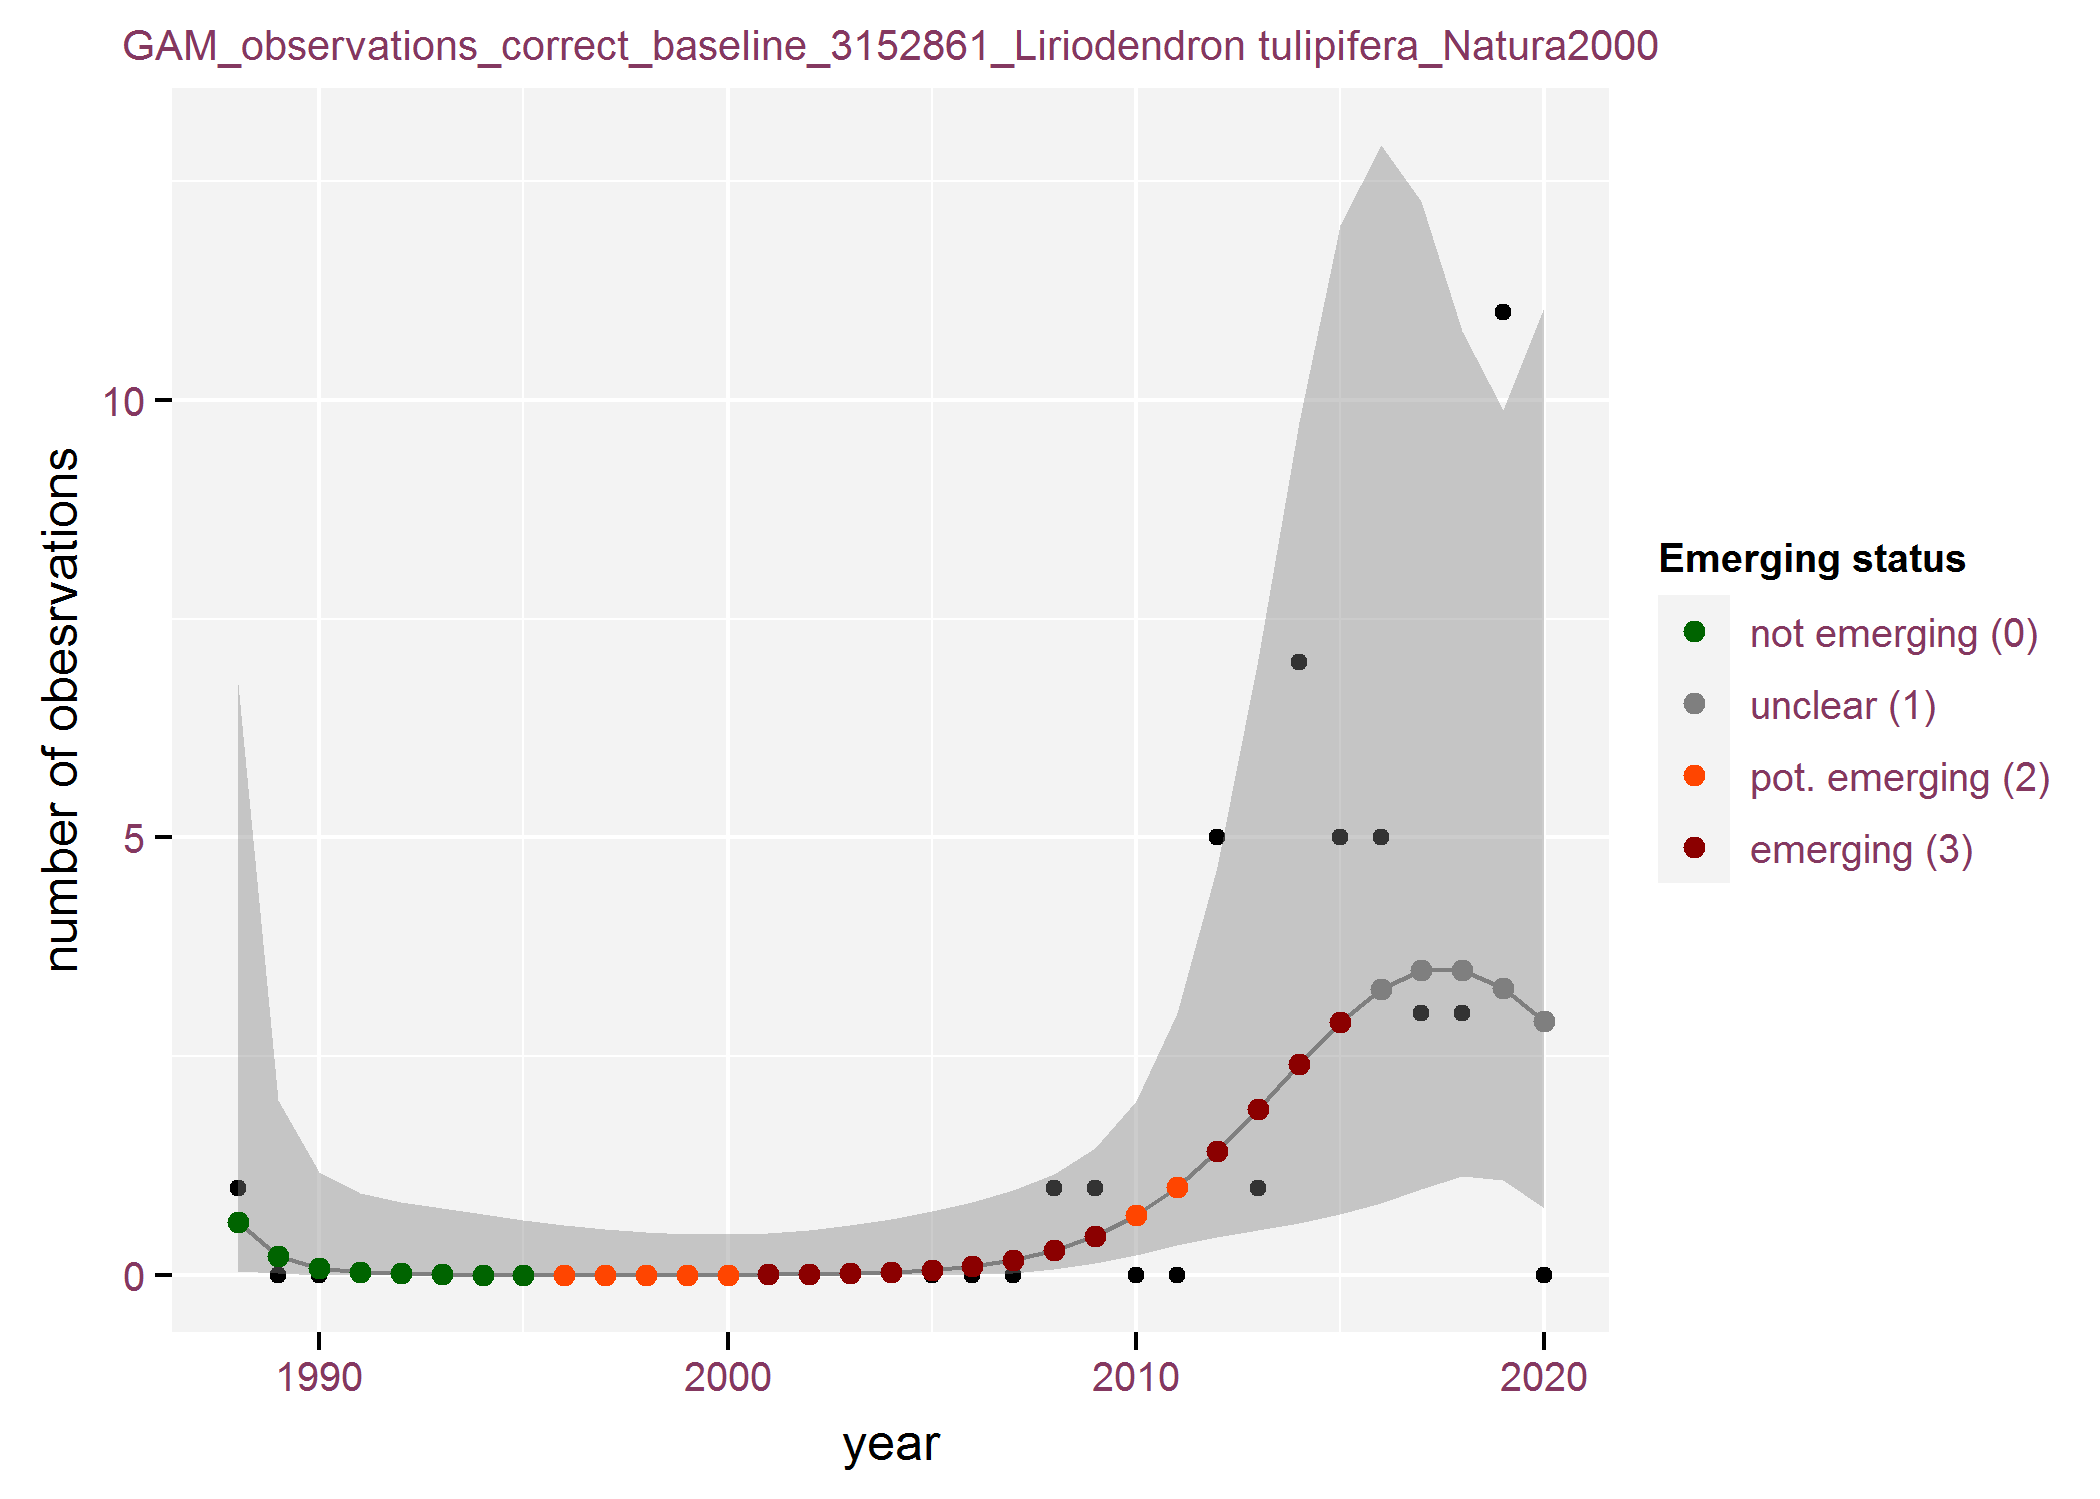 GAM_observations_correct_baseline_3152861_Liriodendron tulipifera_Natura2000
number of obesrvations
10
5
0
1990
2000
2010
2020
year
Emerging status
not emerging (0)
unclear (1)
pot. emerging (2)
emerging (3)